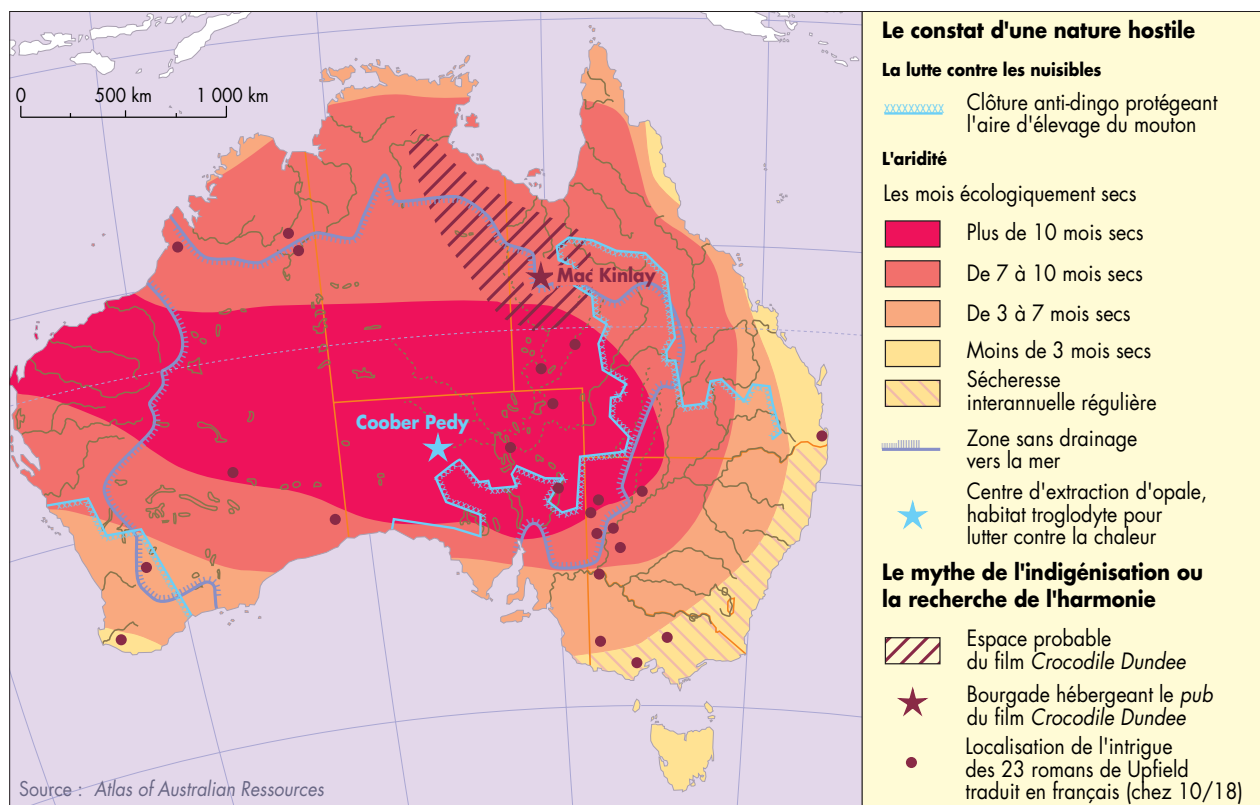 0 500 km 1 000 km
Mac Kinlay
Coober Pedy
Source : Atlas of Australian Ressources
Le constat d'une nature hostile
La lutte contre les nuisibles
Clôture anti-dingo protégeant
l'aire d'élevage du mouton
L'aridité
Les mois écologiquement secs
Plus de 10 mois secs
De 7 à 10 mois secs
De 3 à 7 mois secs
Moins de 3 mois secs
Sécheresse
interannuelle régulière
Zone sans drainage
vers la mer
Centre d'extraction d'opale,
habitat troglodyte pour
lutter contre la chaleur
Le mythe de l'indigénisation ou
la recherche de l'harmonie
Espace probable
du film Crocodile Dundee
Bourgade hébergeant le pub
du film Crocodile Dundee
Localisation de l'intrigue
des 23 romans de Upfield
traduit en français (chez 10/18)